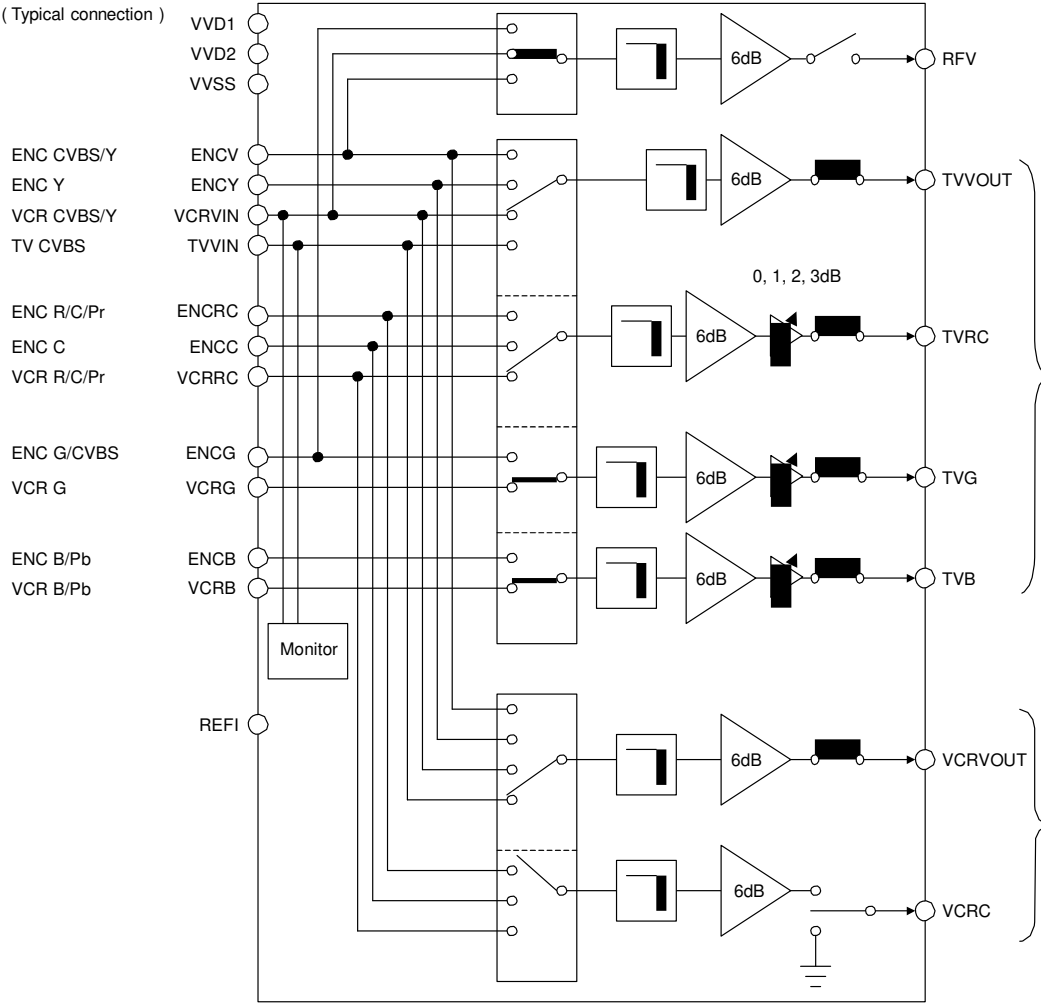 ( Typical connection )
VVD1
VVD2
VVSS
6dB
RFV
ENC CVBS/Y ENCV
ENC Y ENCY
6dB
TVVOUT
VCR CVBS/Y VCRVIN
TV CVBS TVVIN
0, 1, 2, 3dB
ENC R/C/Pr ENCRC
ENC C ENCC
6dB
TVRC
VCR R/C/Pr VCRRC
ENC G/CVBS ENCG
VCR G VCRG
6dB
TVG
ENC B/Pb ENCB
VCR B/Pb VCRB
6dB
TVB
Monitor
REFI
6dB
VCRVOUT
6dB
VCRC